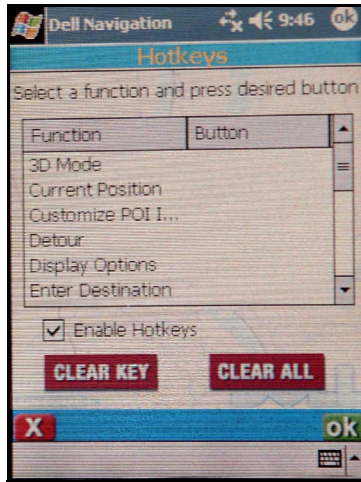 Dell Navigation 9:46 ok
Hotkeys
Select a function and press desired button
Function Button
3D Mode
Current Position
Customize POI I...
Detour
Display Options
Enter Destination
Enable Hotkeys
CLEAR KEY CLEAR ALL
X ok